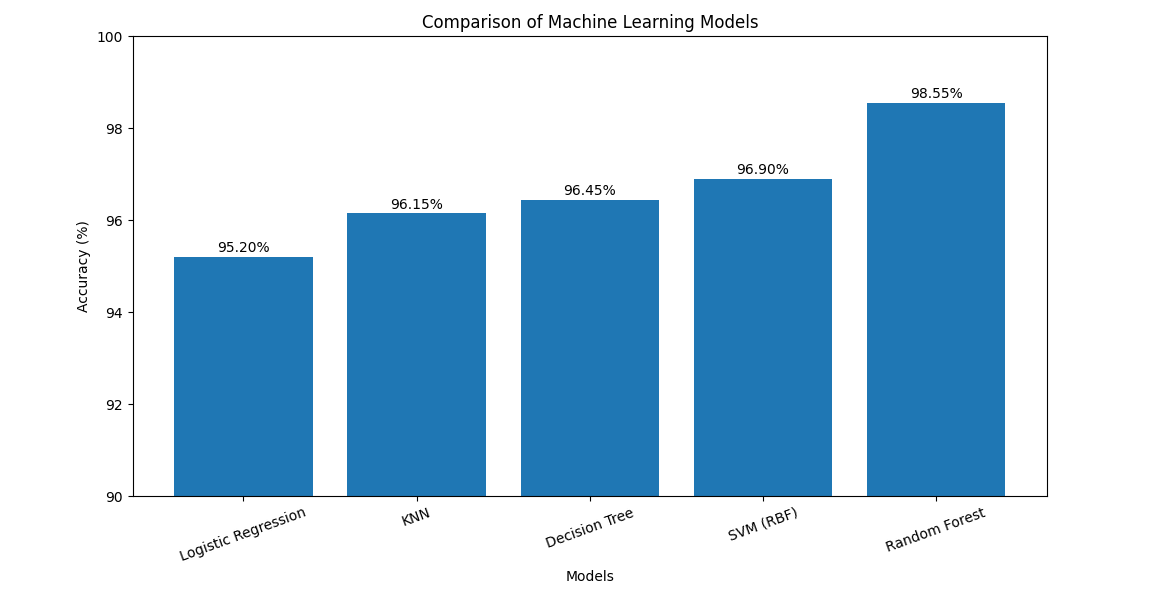 Comparison of Machine Learning Models
100
98
96
94
92
90
Accuracy (%)
95.20%
96.15%
96.45%
96.90%
98.55%
Logistic Regression
KNN
Decision Tree
SVM (RBF)
Random Forest
Models